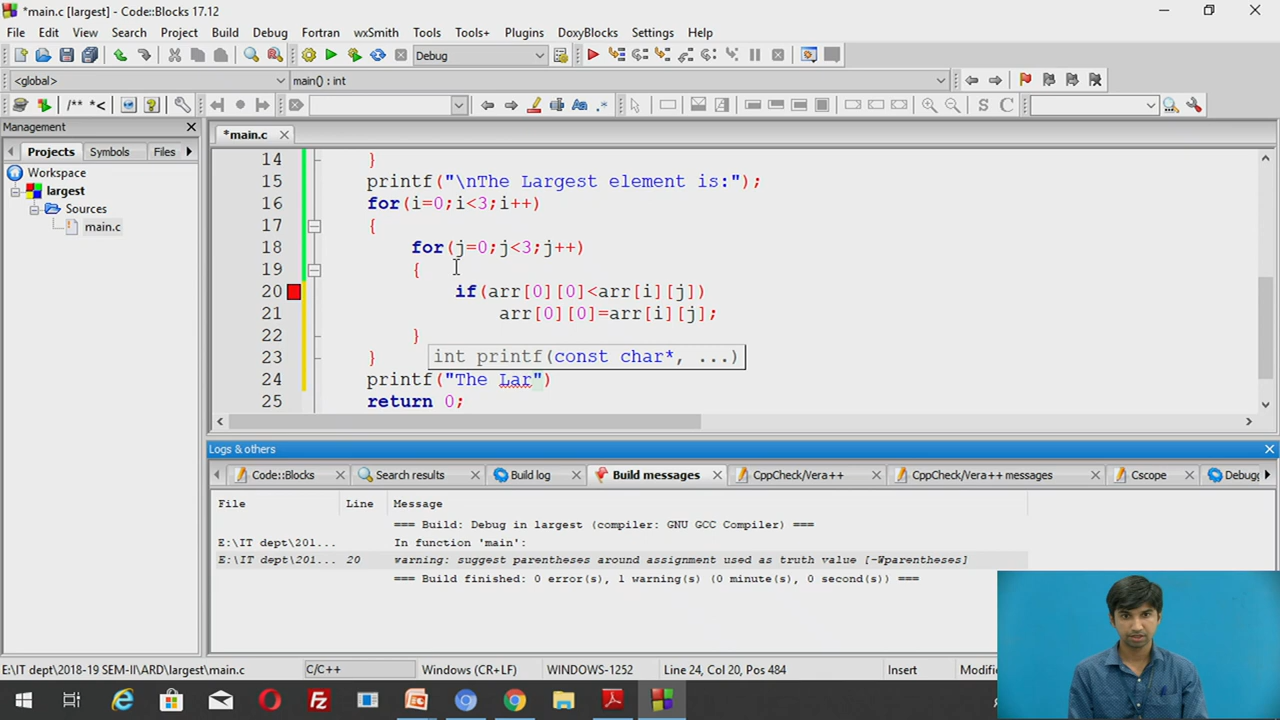 *main.c [largest] - Code::Blocks 17.12
File Edit View Search Project Build Debug Fortran wxSmith Tools Tools+ Plugins DoxyBlocks Settings Help
Debug
<global> main() : int
/** *< Aa .* S C
Management
*main.c
Projects Symbols Files
Workspace
largest
Sources
main.c
14 }
15 printf("\nThe Largest element is:");
16 for(i=0;i<3;i++)
17 {
18 for(j=0;j<3;j++)
19 {
20 if(arr[0][0]<arr[i][j])
21 arr[0][0]=arr[i][j];
22 }
int printf(const char*, ...)
23 }
24 printf("The Lar")
25 return 0;
Logs & others
Code::Blocks Search results Build log Build messages CppCheck/Vera++ CppCheck/Vera++ messages Cscope Debugg
File Line Message
=== Build: Debug in largest (compiler: GNU GCC Compiler) ===
E:\IT dept\201... In function 'main':
E:\IT dept\201... 20 warning: suggest parentheses around assignment used as truth value [-Wparentheses]
=== Build finished: 0 error(s), 1 warning(s) (0 minute(s), 0 second(s)) ===
E:\IT dept\2018-19 SEM-II\ARD\largest\main.c C/C++ Windows (CR+LF) WINDOWS-1252 Line 24, Col 20, Pos 484 Insert Modified